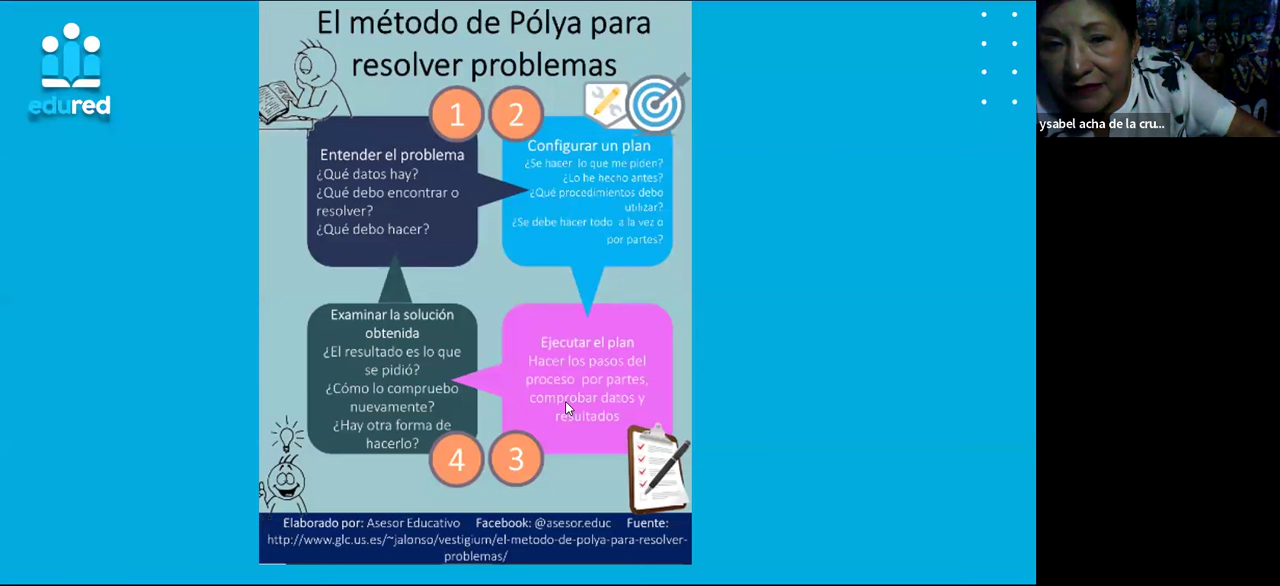 edured
El método de Pólya para
resolver problemas
1
2
Entender el problema
¿Qué datos hay?
¿Qué debo encontrar o
resolver?
¿Qué debo hacer?
Configurar un plan
¿Se hacer lo que me piden?
¿Lo he hecho antes?
¿Qué procedimientos debo
utilizar?
¿Se debe hacer todo a la vez o
por partes?
Ejecutar el plan
Hacer los pasos del
proceso por partes,
comprobar datos y
resultados
3
Examinar la solución
obtenida
¿El resultado es lo que
se pidió?
¿Cómo lo compruebo
nuevamente?
¿Hay otra forma de
hacerlo?
4
Elaborado por: Asesor Educativo Facebook: @asesor.educ Fuente:
http://www.glc.us.es/~jalonso/vestigium/el-metodo-de-polya-para-resolver-
problemas/
ysabel acha de la cru...